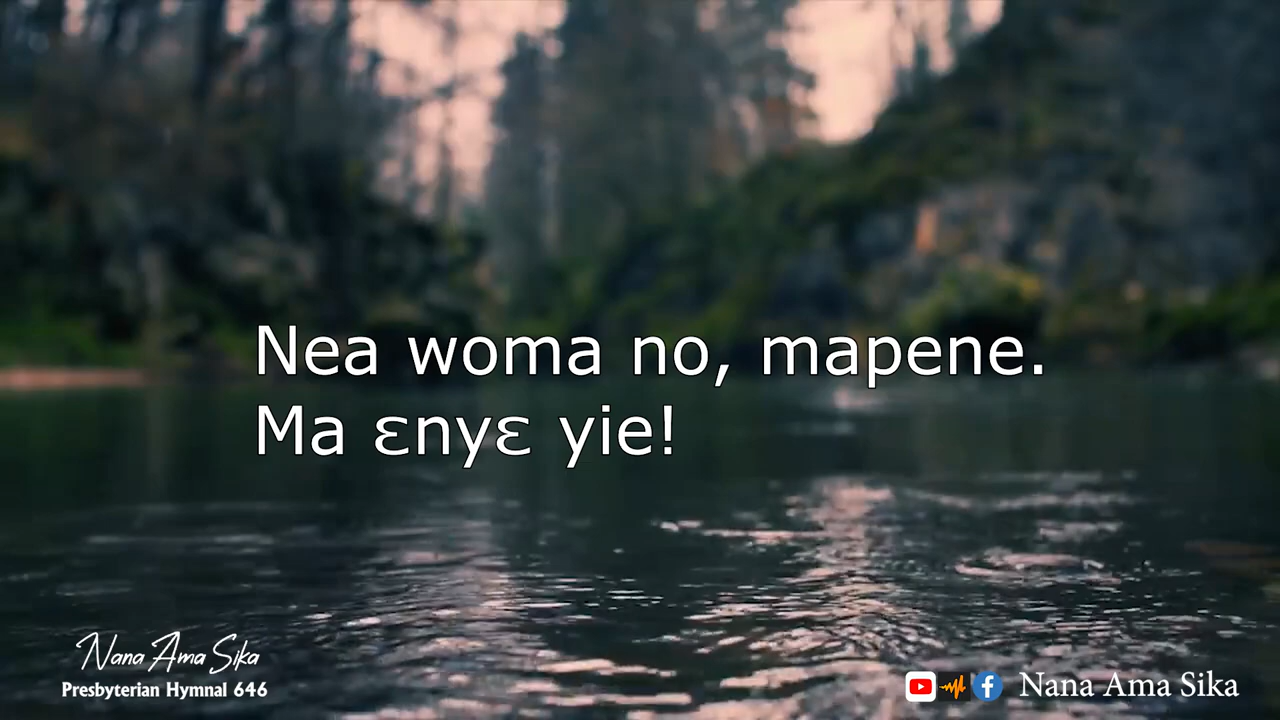 Nea woma no, mapene.
Ma ɛnyɛ yie!
Nana Ama Sika
Presbyterian Hymnal 646
Nana Ama Sika